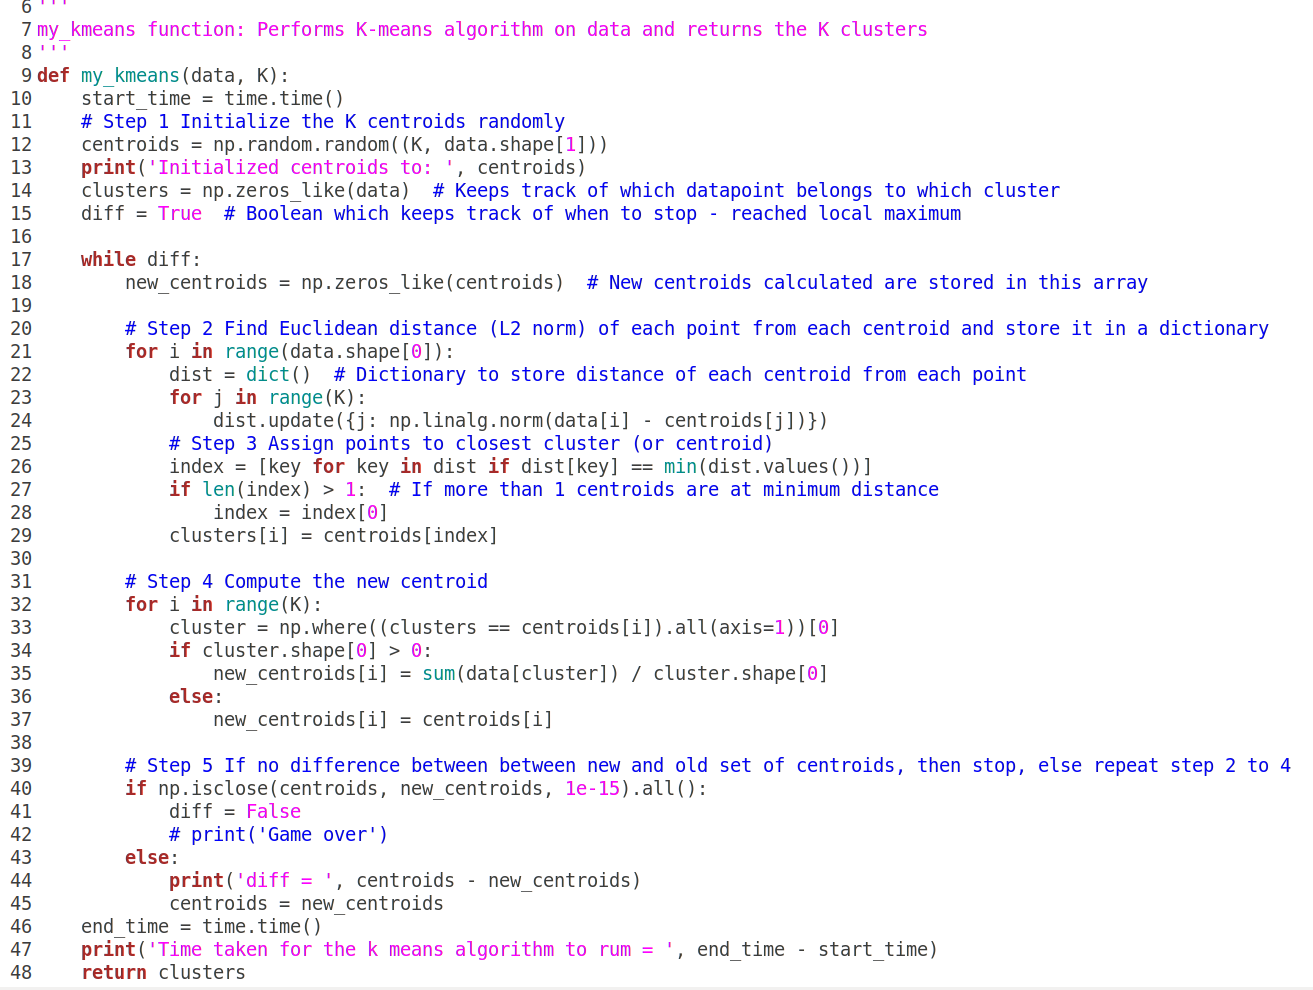 6 '''
7 my_kmeans function: Performs K-means algorithm on data and returns the K clusters
8 '''
9 def my_kmeans(data, K):
10     start_time = time.time()
11     # Step 1 Initialize the K centroids randomly
12     centroids = np.random.random((K, data.shape[1]))
13     print('Initialized centroids to: ', centroids)
14     clusters = np.zeros_like(data)  # Keeps track of which datapoint belongs to which cluster
15     diff = True  # Boolean which keeps track of when to stop - reached local maximum
16
17     while diff:
18         new_centroids = np.zeros_like(centroids)  # New centroids calculated are stored in this array
19
20         # Step 2 Find Euclidean distance (L2 norm) of each point from each centroid and store it in a dictionary
21         for i in range(data.shape[0]):
22             dist = dict()  # Dictionary to store distance of each centroid from each point
23             for j in range(K):
24                 dist.update({j: np.linalg.norm(data[i] - centroids[j])})
25             # Step 3 Assign points to closest cluster (or centroid)
26             index = [key for key in dist if dist[key] == min(dist.values())]
27             if len(index) > 1:  # If more than 1 centroids are at minimum distance
28                 index = index[0]
29             clusters[i] = centroids[index]
30
31         # Step 4 Compute the new centroid
32         for i in range(K):
33             cluster = np.where((clusters == centroids[i]).all(axis=1))[0]
34             if cluster.shape[0] > 0:
35                 new_centroids[i] = sum(data[cluster]) / cluster.shape[0]
36             else:
37                 new_centroids[i] = centroids[i]
38
39         # Step 5 If no difference between between new and old set of centroids, then stop, else repeat step 2 to 4
40         if np.isclose(centroids, new_centroids, 1e-15).all():
41             diff = False
42             # print('Game over')
43         else:
44             print('diff = ', centroids - new_centroids)
45             centroids = new_centroids
46     end_time = time.time()
47     print('Time taken for the k means algorithm to rum = ', end_time - start_time)
48     return clusters